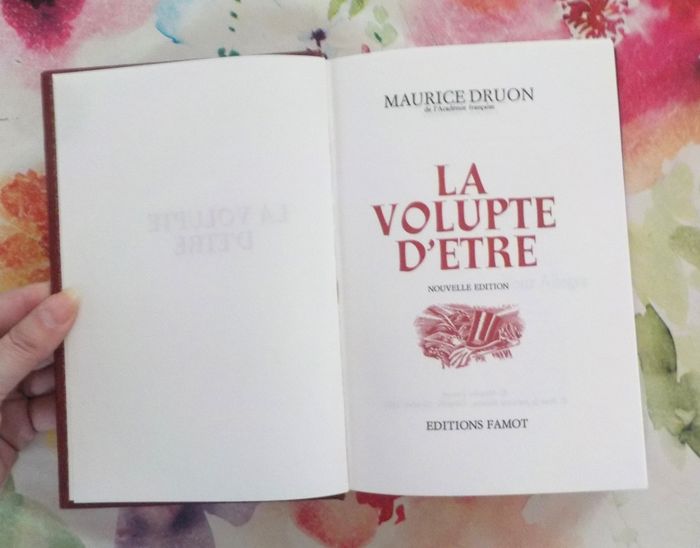 MAURICE DRUON
de l'Académie française
LA
VOLUPTE
D'ETRE
NOUVELLE EDITION
EDITIONS FAMOT